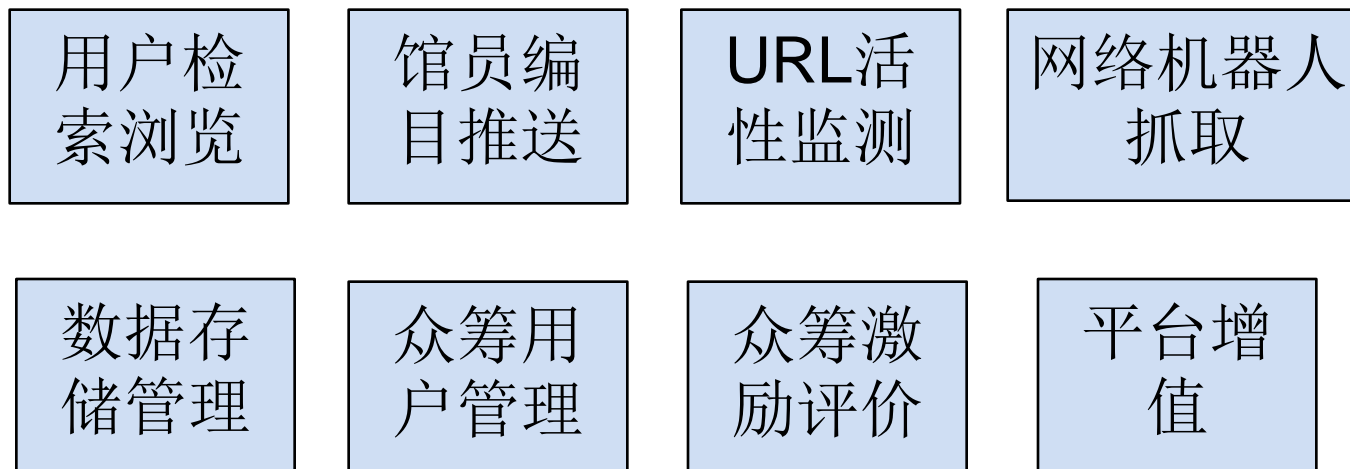 用户检
索浏览
馆员编
目推送
URL活
性监测
网络机器人
抓取
数据存
储管理
众筹用
户管理
众筹激
励评价
平台增
值